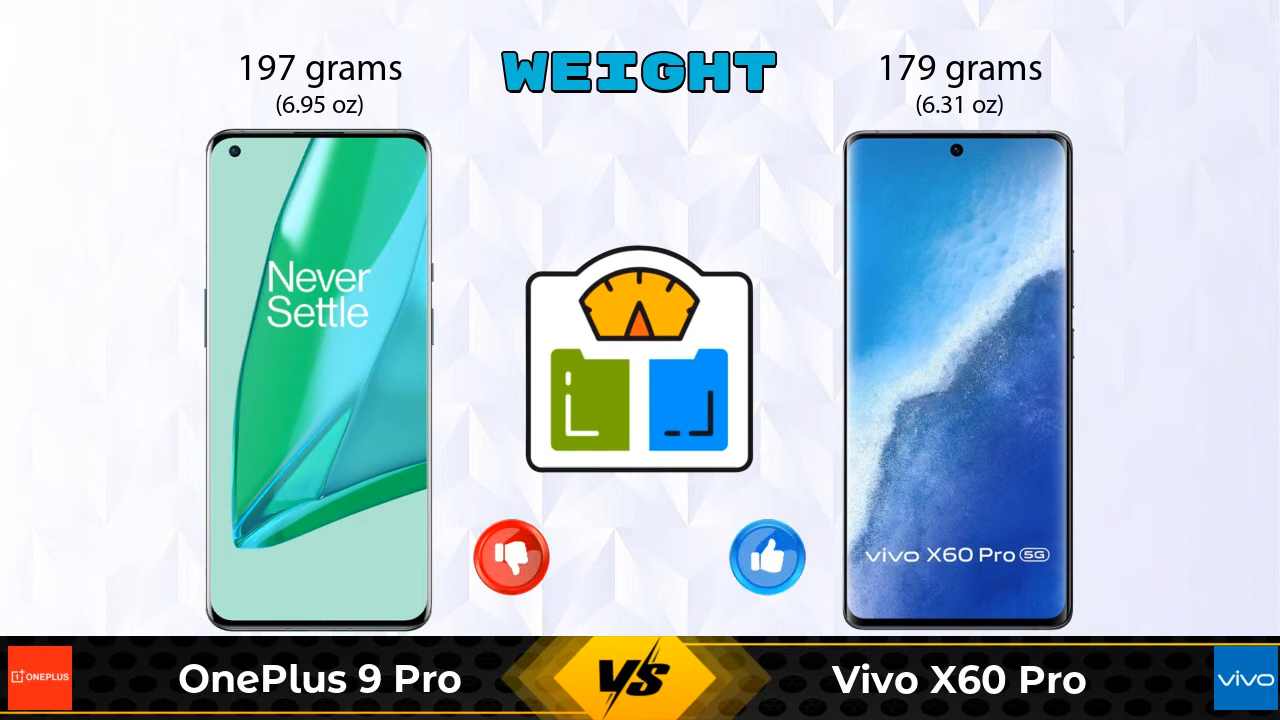 WEIGHT
197 grams
(6.95 oz)
179 grams
(6.31 oz)
Never
Settle
vivo X60 Pro 5G
ONEPLUS
OnePlus 9 Pro
VS
Vivo X60 Pro
vivo